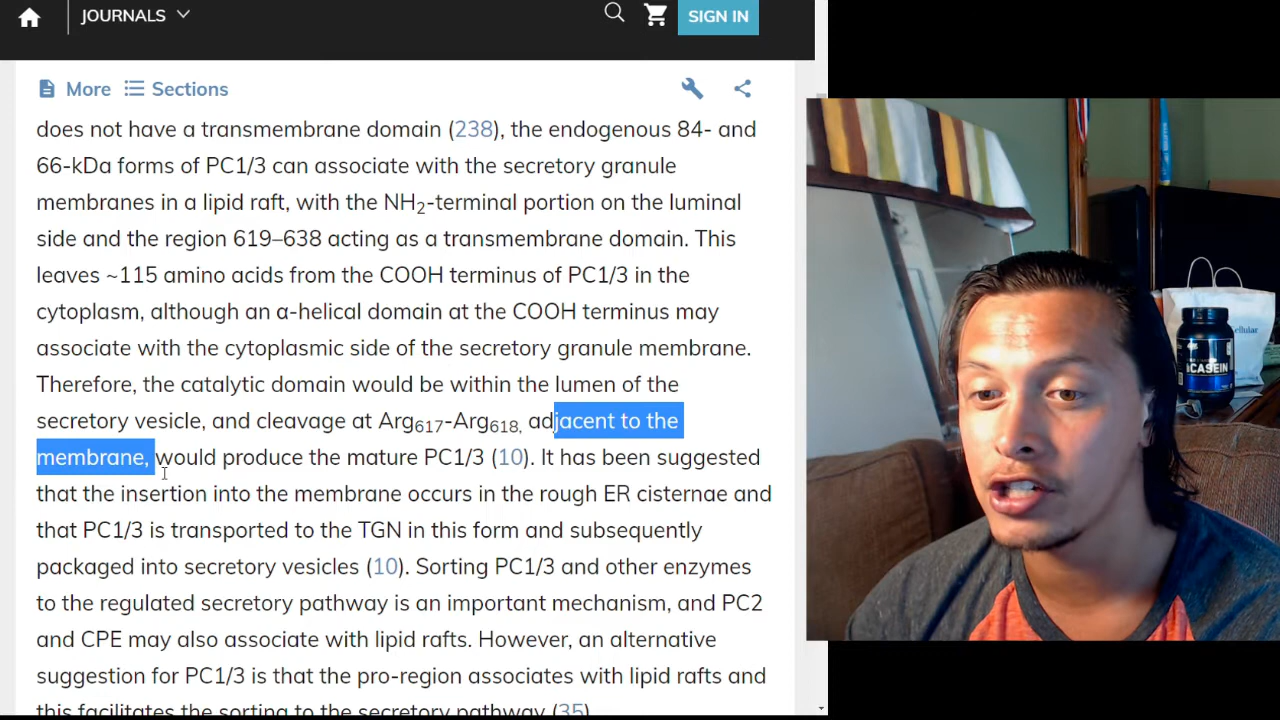 JOURNALS
SIGN IN
More Sections
does not have a transmembrane domain (238), the endogenous 84- and
66-kDa forms of PC1/3 can associate with the secretory granule
membranes in a lipid raft, with the NH2-terminal portion on the luminal
side and the region 619–638 acting as a transmembrane domain. This
leaves ~115 amino acids from the COOH terminus of PC1/3 in the
cytoplasm, although an α-helical domain at the COOH terminus may
associate with the cytoplasmic side of the secretory granule membrane.
Therefore, the catalytic domain would be within the lumen of the
secretory vesicle, and cleavage at Arg617-Arg618, adjacent to the
membrane, would produce the mature PC1/3 (10). It has been suggested
that the insertion into the membrane occurs in the rough ER cisternae and
that PC1/3 is transported to the TGN in this form and subsequently
packaged into secretory vesicles (10). Sorting PC1/3 and other enzymes
to the regulated secretory pathway is an important mechanism, and PC2
and CPE may also associate with lipid rafts. However, an alternative
suggestion for PC1/3 is that the pro-region associates with lipid rafts and
this facilitates the sorting to the secretory pathway (35).
CASEIN